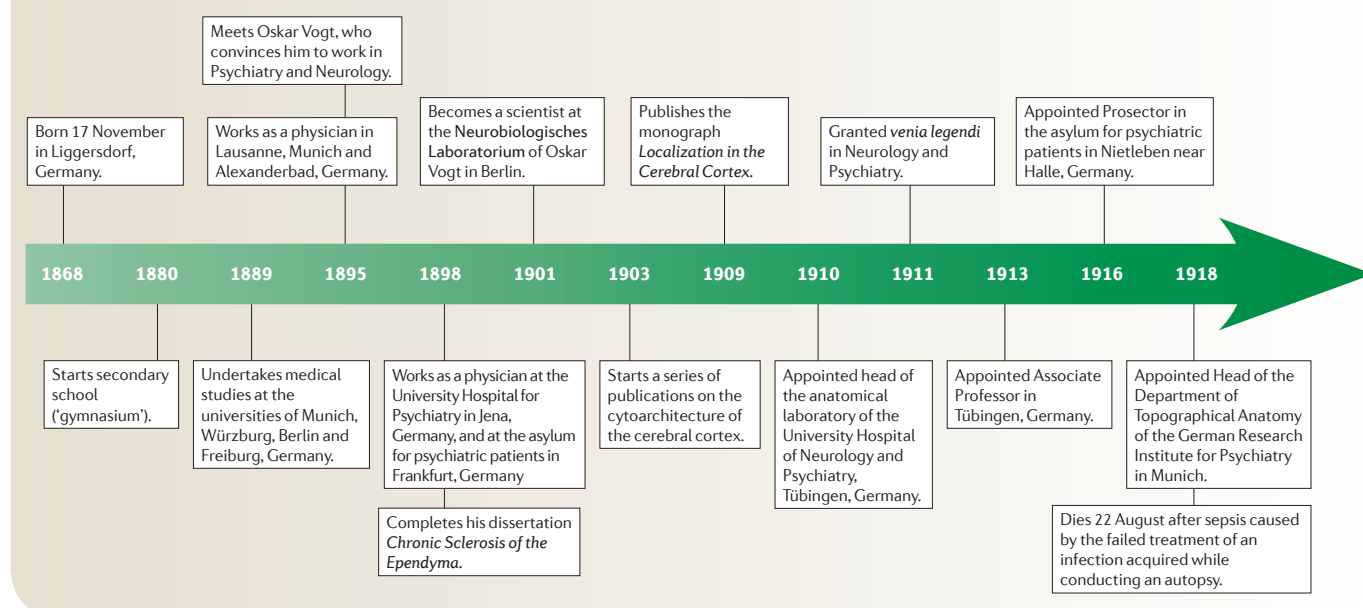 Meets Oskar Vogt, who
convinces him to work in
Psychiatry and Neurology.
Born 17 November
in Liggersdorf,
Germany.
Works as a physician in
Lausanne, Munich and
Alexanderbad, Germany.
Becomes a scientist at
the Neurobiologisches
Laboratorium of Oskar
Vogt in Berlin.
Publishes the
monograph
Localization in the
Cerebral Cortex.
Granted venia legendi
in Neurology and
Psychiatry.
Appointed Prosector in
the asylum for psychiatric
patients in Nietleben near
Halle, Germany.
1868 1880 1889 1895 1898 1901 1903 1909 1910 1911 1913 1916 1918
Starts secondary
school
(‘gymnasium’).
Undertakes medical
studies at the
universities of Munich,
Würzburg, Berlin and
Freiburg, Germany.
Works as a physician at the
University Hospital for
Psychiatry in Jena,
Germany, and at the asylum
for psychiatric patients in
Frankfurt, Germany
Completes his dissertation
Chronic Sclerosis of the
Ependyma.
Starts a series of
publications on the
cytoarchitecture of
the cerebral cortex.
Appointed head of
the anatomical
laboratory of the
University Hospital
of Neurology and
Psychiatry,
Tübingen, Germany.
Appointed Associate
Professor in
Tübingen, Germany.
Appointed Head of the
Department of
Topographical Anatomy
of the German Research
Institute for Psychiatry
in Munich.
Dies 22 August after sepsis caused
by the failed treatment of an
infection acquired while
conducting an autopsy.